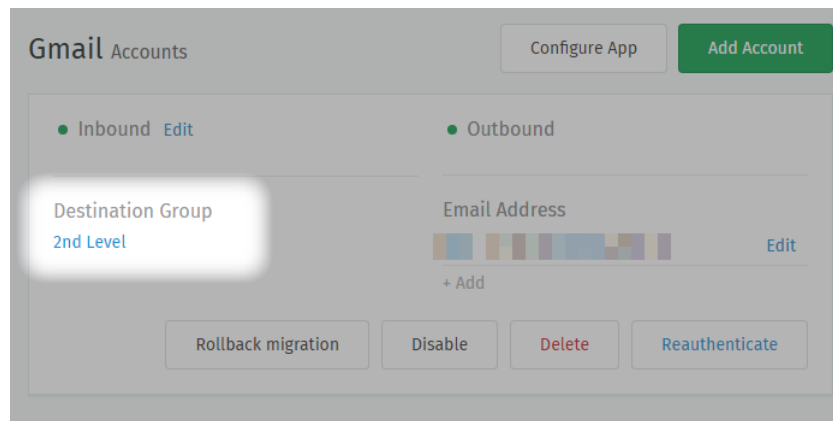 Gmail Accounts
Configure App
Add Account
Inbound Edit
Outbound
Destination Group
2nd Level
Email Address
Edit
+ Add
Rollback migration
Disable
Delete
Reauthenticate